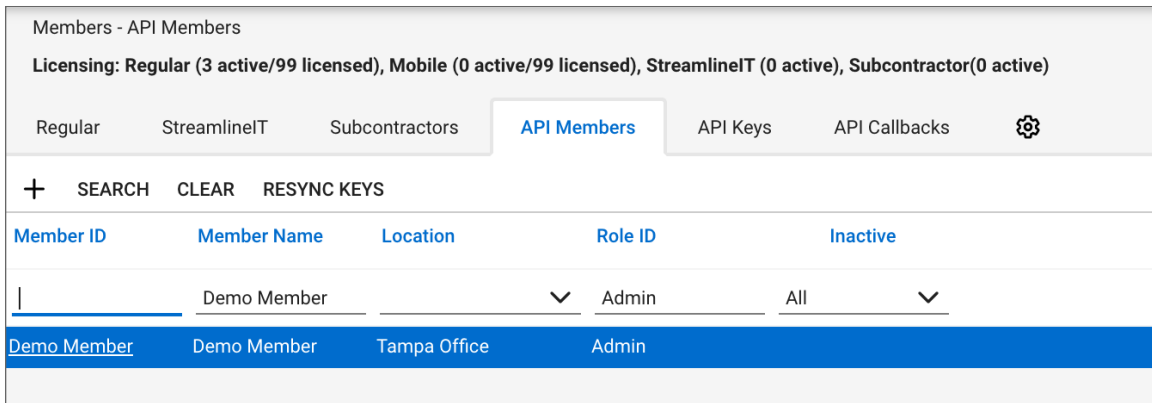 Members - API Members
Licensing: Regular (3 active/99 licensed), Mobile (0 active/99 licensed), StreamlineIT (0 active), Subcontractor(0 active)
Regular StreamlineIT Subcontractors API Members API Keys API Callbacks
SEARCH CLEAR RESYNC KEYS
Member ID Member Name Location Role ID Inactive
Demo Member Admin All
Demo Member Demo Member Tampa Office Admin